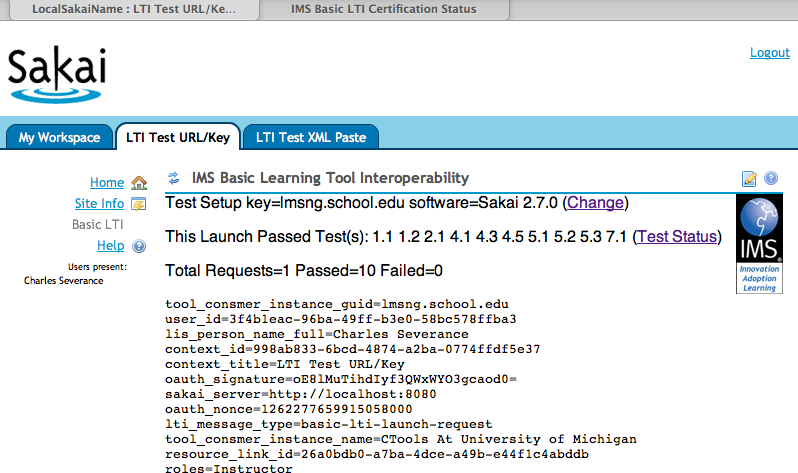 LocalSakaiName : LTI Test URL/Ke... IMS Basic LTI Certification Status
Sakai
Logout
My Workspace LTI Test URL/Key LTI Test XML Paste
Home
Site Info
Basic LTI
Help
Users present:
Charles Severance
IMS Basic Learning Tool Interoperability
Test Setup key=lmsng.school.edu software=Sakai 2.7.0 (Change)
This Launch Passed Test(s): 1.1 1.2 2.1 4.1 4.3 4.5 5.1 5.2 5.3 7.1 (Test Status)
Total Requests=1 Passed=10 Failed=0
IMS
Innovation
Adoption
Learning
tool_consmer_instance_guid=lmsng.school.edu
user_id=3f4b1eac-96ba-49ff-b3e0-58bc578ffba3
lis_person_name_full=Charles Severance
context_id=998ab833-6bcd-4874-a2ba-0774ffdf5e37
context_title=LTI Test URL/Key
oauth_signature=oE8lMuTihdIyf3QWxWYO3gcaod0=
sakai_server=http://localhost:8080
oauth_nonce=1262277659915058000
lti_message_type=basic-lti-launch-request
tool_consmer_instance_name=CTools At University of Michigan
resource_link_id=26a0bdb0-a7ba-4dce-a49b-e44f1c4abddb
roles=Instructor